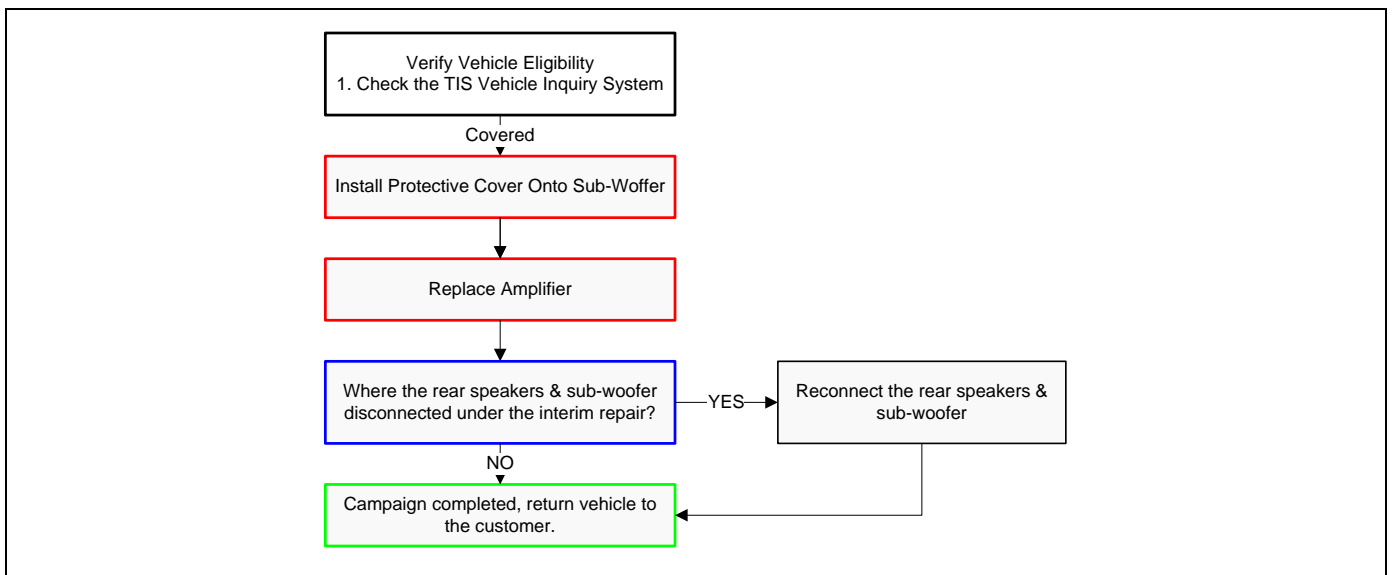 Verify Vehicle Eligibility
1. Check the TIS Vehicle Inquiry System
Covered
Install Protective Cover Onto Sub-Woffer
Replace Amplifier
Where the rear speakers & sub-woofer
disconnected under the interim repair?
YES
Reconnect the rear speakers &
sub-woofer
NO
Campaign completed, return vehicle to
the customer.